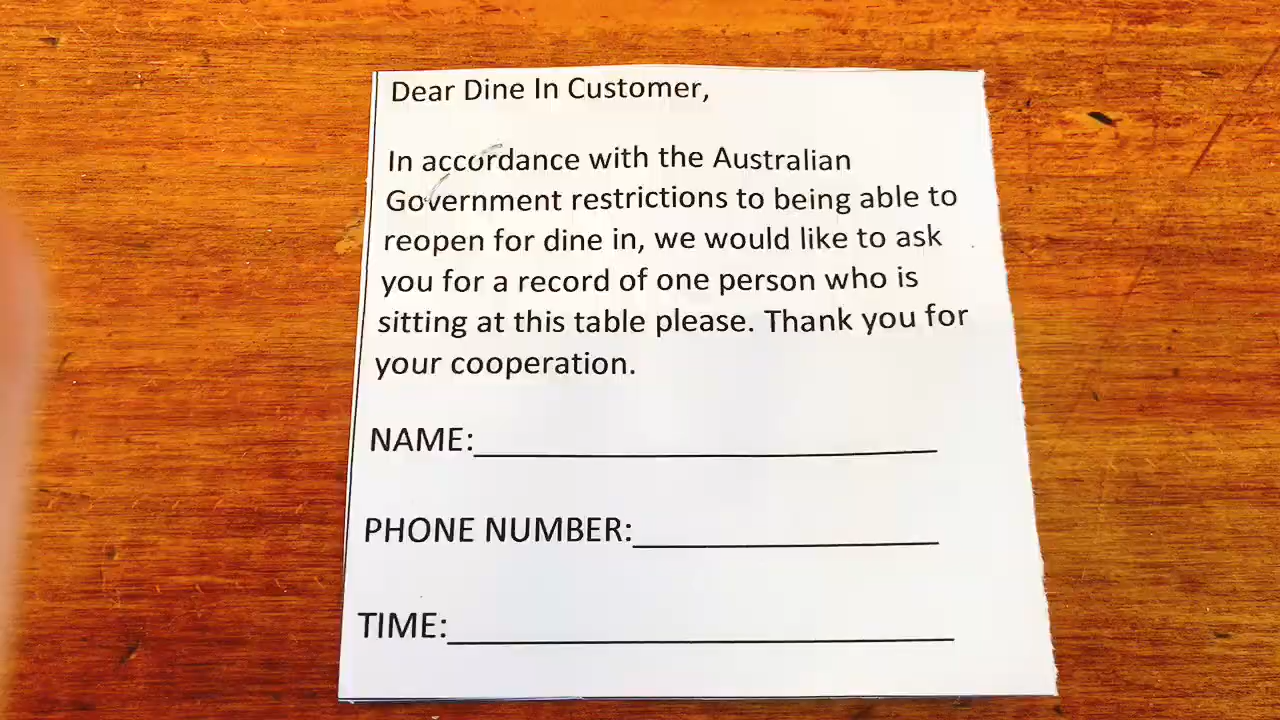 Dear Dine In Customer,
In accordance with the Australian
Government restrictions to being able to
reopen for dine in, we would like to ask
you for a record of one person who is
sitting at this table please. Thank you for
your cooperation.
NAME:
PHONE NUMBER:
TIME: